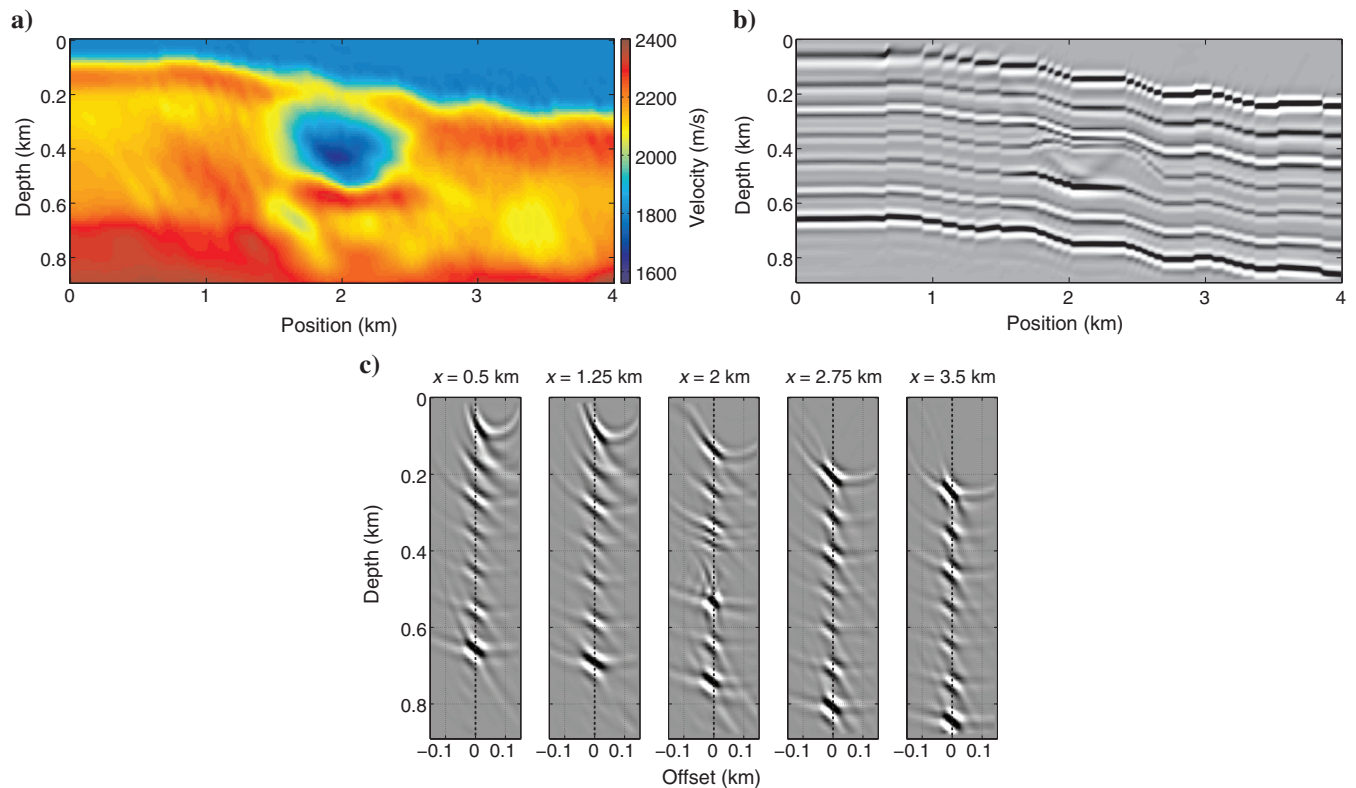 a)
0
0.2
0.4
0.6
0.8
Depth (km)
0 1 2 3 4
Position (km)
2400
2200
2000
1800
1600
Velocity (m/s)
b)
0
0.2
0.4
0.6
0.8
Depth (km)
0 1 2 3 4
Position (km)
c)
x = 0.5 km x = 1.25 km x = 2 km x = 2.75 km x = 3.5 km
0
0.2
0.4
0.6
0.8
Depth (km)
−0.1 0 0.1 −0.1 0 0.1 −0.1 0 0.1 −0.1 0 0.1 −0.1 0 0.1
Offset (km)